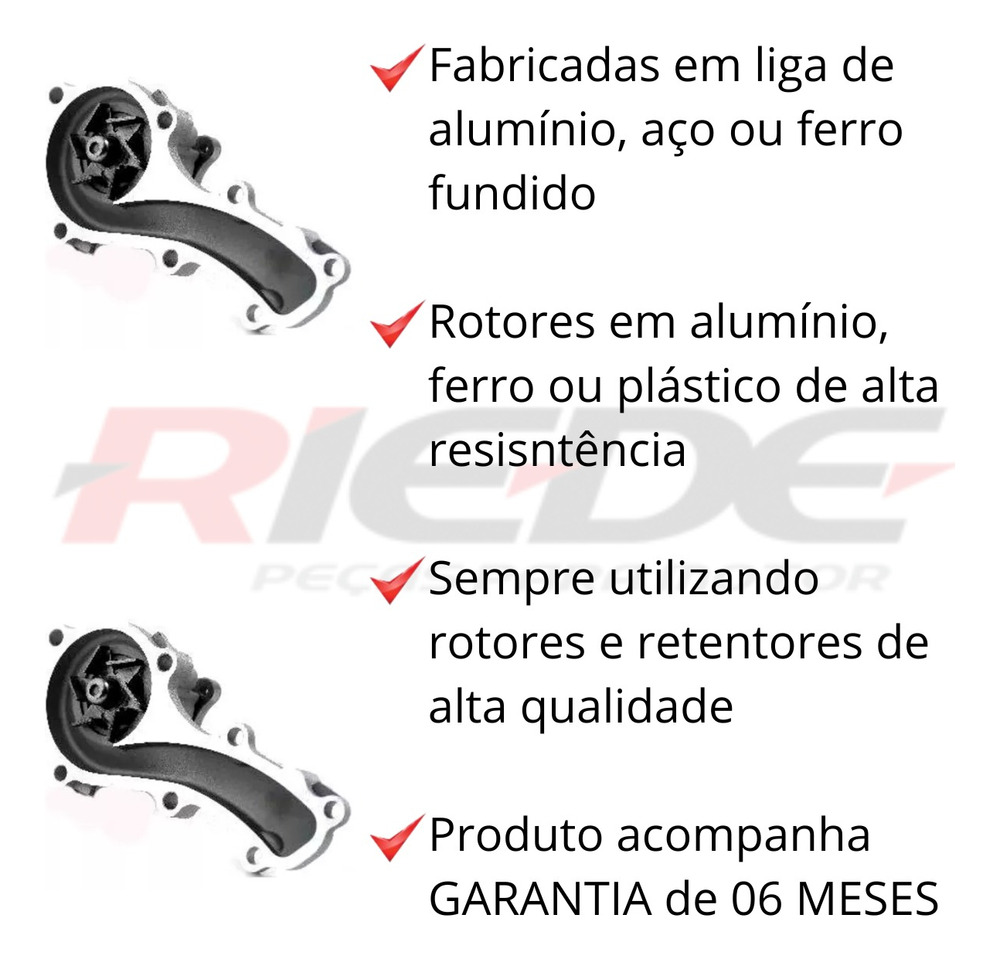 Fabricadas em liga de
alumínio, aço ou ferro
fundido
Rotores em alumínio,
ferro ou plástico de alta
resisntência
RIEDE
Sempre utilizando
rotores e retentores de
alta qualidade
Produto acompanha
GARANTIA de 06 MESES